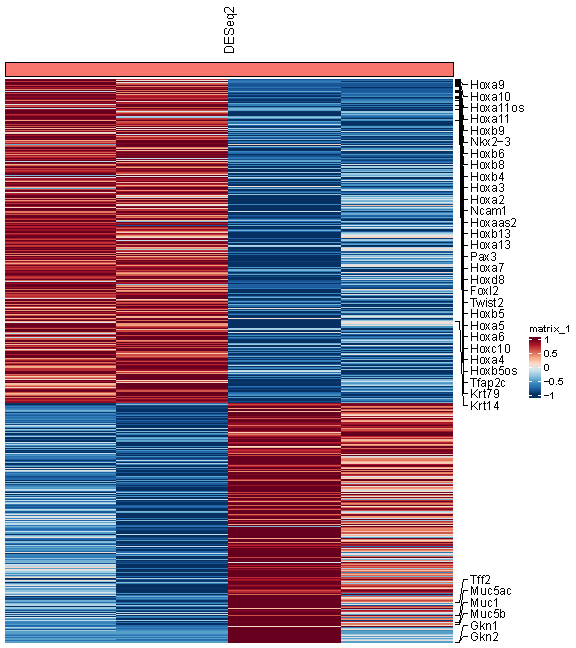 DESeq2
Hoxa9
Hoxa10
Hoxa11os
Hoxa11
Hoxb9
Nkx2-3
Hoxb6
Hoxb8
Hoxb4
Hoxa3
Hoxa2
Ncam1
Hoxaas2
Hoxb13
Hoxa13
Pax3
Hoxa7
Hoxd8
Foxl2
Twist2
Hoxb5
Hoxa5
Hoxa6
Hoxc10
Hoxa4
Hoxb5os
Tfap2c
Krt79
Krt14
matrix_1
1
0.5
0
-0.5
-1
Tff2
Muc5ac
Muc1
Muc5b
Gkn1
Gkn2